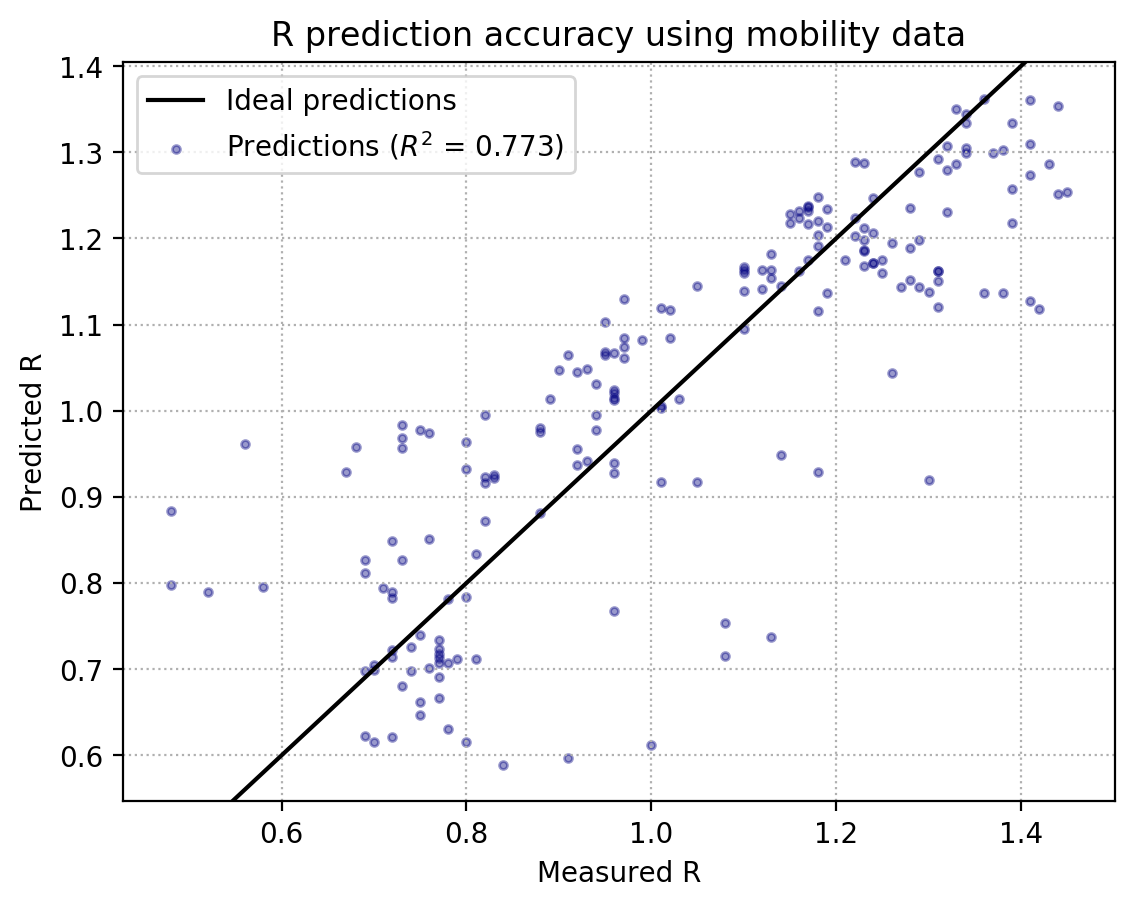 R prediction accuracy using mobility data
Ideal predictions
Predictions (R² = 0.773)
1.4
1.3
1.2
1.1
1.0
0.9
0.8
0.7
0.6
Predicted R
0.6 0.8 1.0 1.2 1.4
Measured R